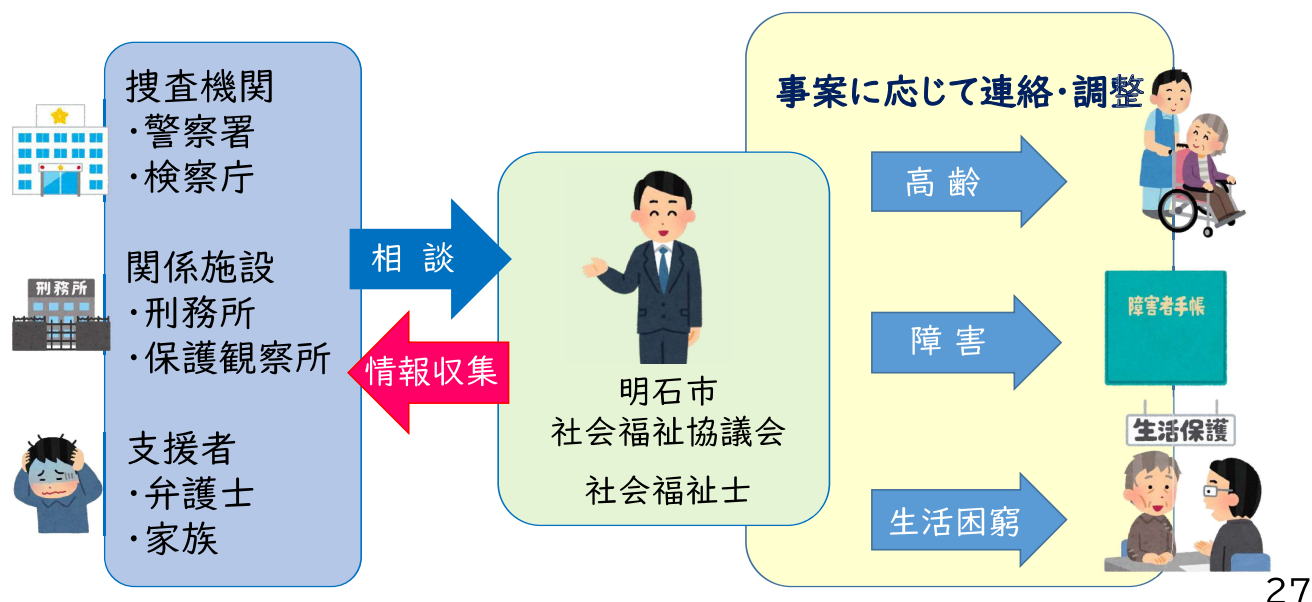 捜査機関
・警察署
・検察庁
関係施設
・刑務所
・保護観察所
支援者
・弁護士
・家族
刑務所
相 談
情報収集
明石市
社会福祉協議会
社会福祉士
事案に応じて連絡・調整
高 齢
障 害
生活困窮
障害者手帳
生活保護
27